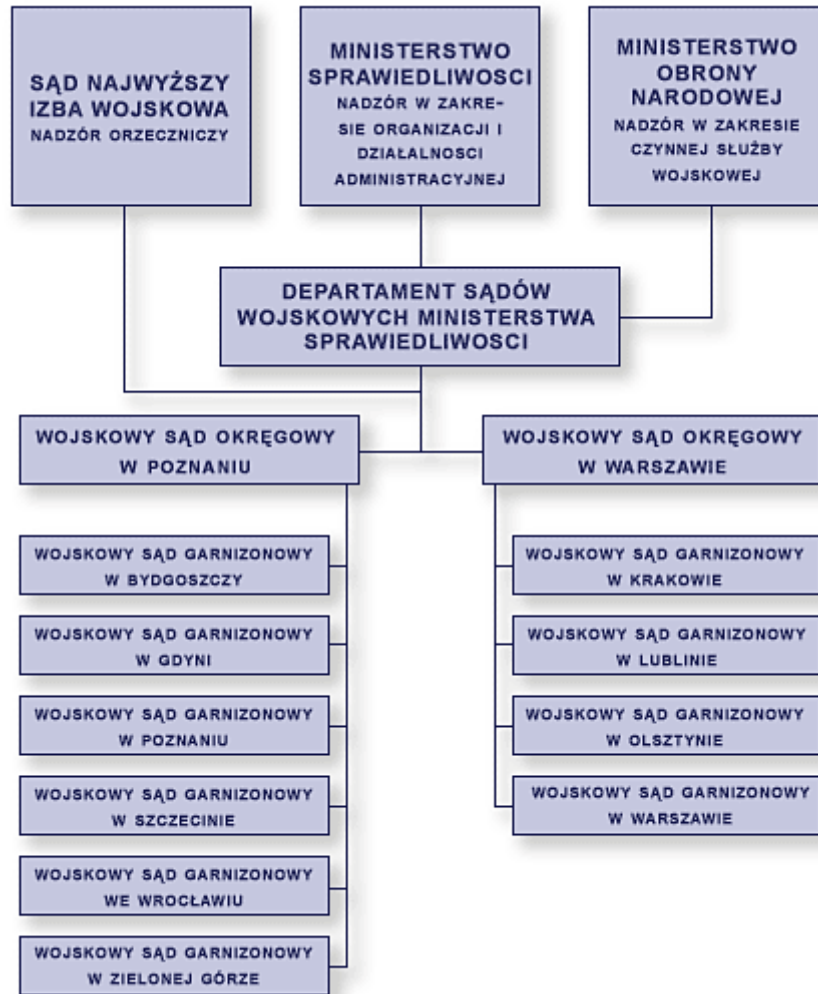 SĄD NAJWYŻSZY
IZBA WOJSKOWA
NADZÓR ORZECZNICZY
MINISTERSTWO
SPRAWIEDLIWOSCI
NADZÓR W ZAKRE-
SIE ORGANIZACJI I
DZIAŁALNOSCI
ADMINISTRACYJNEJ
MINISTERSTWO
OBRONY
NARODOWEJ
NADZÓR W ZAKRESIE
CZYNNEJ SŁUŻBY
WOJSKOWEJ
DEPARTAMENT SĄDÓW
WOJSKOWYCH MINISTERSTWA
SPRAWIEDLIWOSCI
WOJSKOWY SĄD OKRĘGOWY
W POZNANIU
WOJSKOWY SĄD GARNIZONOWY
W BYDGOSZCZY
WOJSKOWY SĄD GARNIZONOWY
W GDYNI
WOJSKOWY SĄD GARNIZONOWY
W POZNANIU
WOJSKOWY SĄD GARNIZONOWY
W SZCZECINIE
WOJSKOWY SĄD GARNIZONOWY
WE WROCŁAWIU
WOJSKOWY SĄD GARNIZONOWY
W ZIELONEJ GÓRZE
WOJSKOWY SĄD OKRĘGOWY
W WARSZAWIE
WOJSKOWY SĄD GARNIZONOWY
W KRAKOWIE
WOJSKOWY SĄD GARNIZONOWY
W LUBLINIE
WOJSKOWY SĄD GARNIZONOWY
W OLSZTYNIE
WOJSKOWY SĄD GARNIZONOWY
W WARSZAWIE